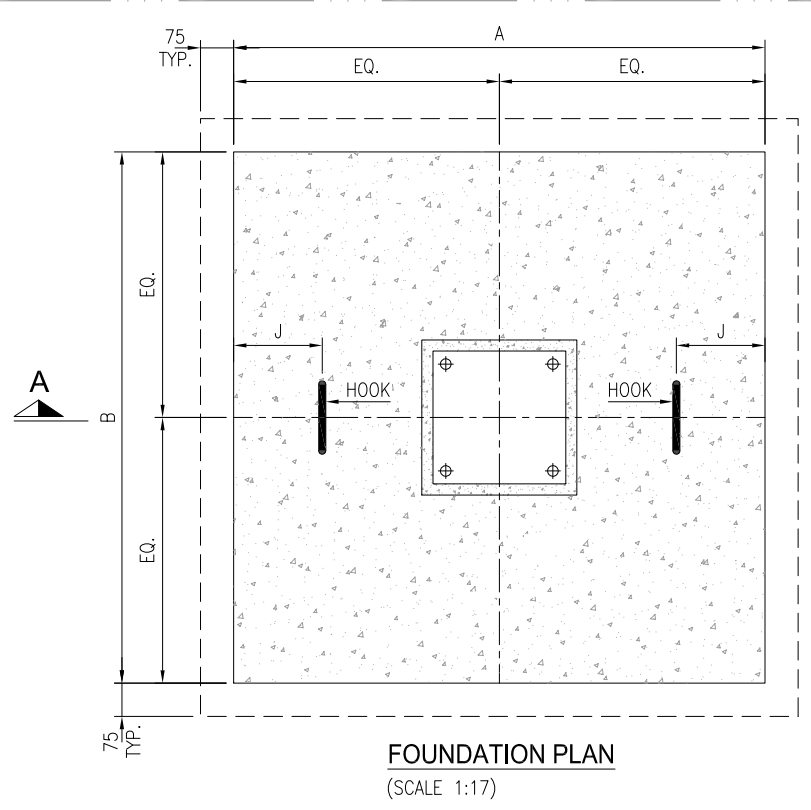 75
TYP.
A
EQ.
EQ.
EQ.
J
J
A
HOOK
HOOK
B
EQ.
75
TYP.
FOUNDATION PLAN
(SCALE 1:17)